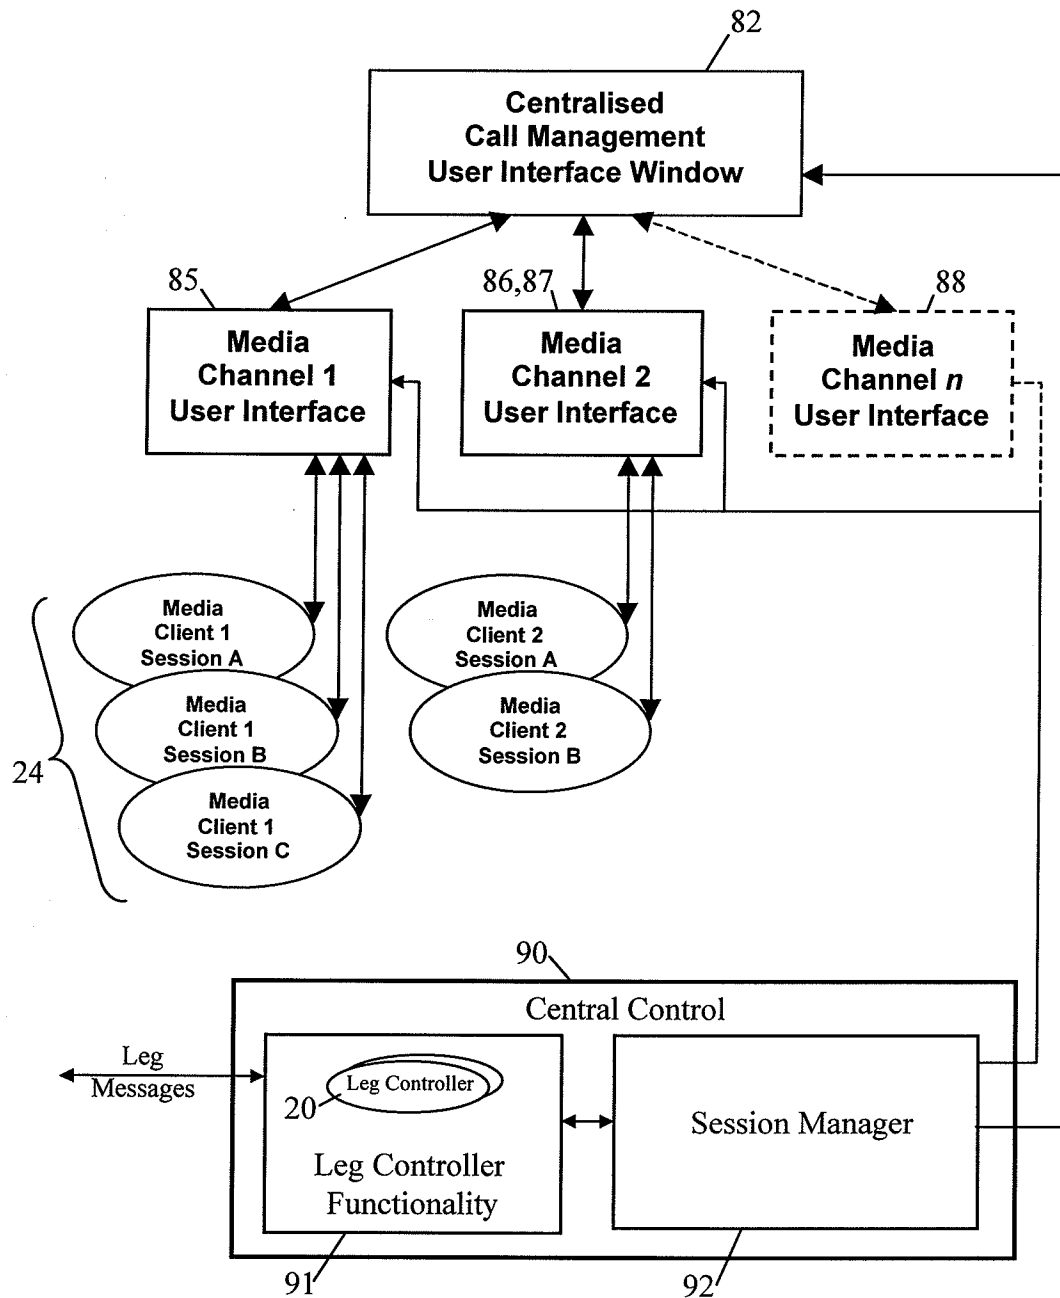 82
Centralised
Call Management
User Interface Window
85
86,87
88
Media
Channel 1
User Interface
Media
Channel 2
User Interface
Media
Channel n
User Interface
Media
Client 1
Session A
Media
Client 1
Session B
Media
Client 1
Session C
Media
Client 2
Session A
Media
Client 2
Session B
24
90
Central Control
Leg
Messages
Leg Controller
20
Leg Controller
Functionality
Session Manager
91
92